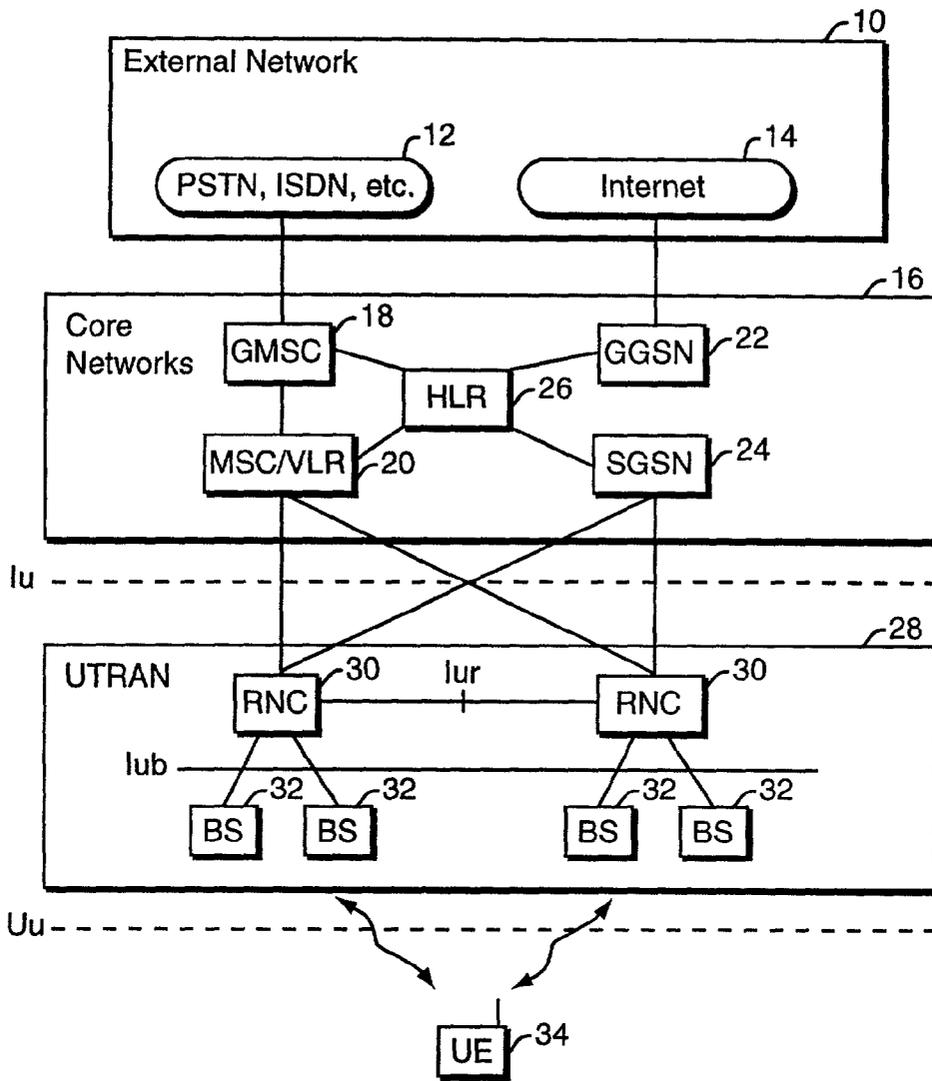 10
External Network
12
14
PSTN, ISDN, etc.
Internet
16
Core
Networks
18
GMSC
GGSN
22
HLR
26
MSC/VLR
20
SGSN
24
Iu
28
UTRAN
30
Iur
30
RNC
RNC
Iub
32
32
32
32
BS
BS
BS
BS
Uu
UE
34